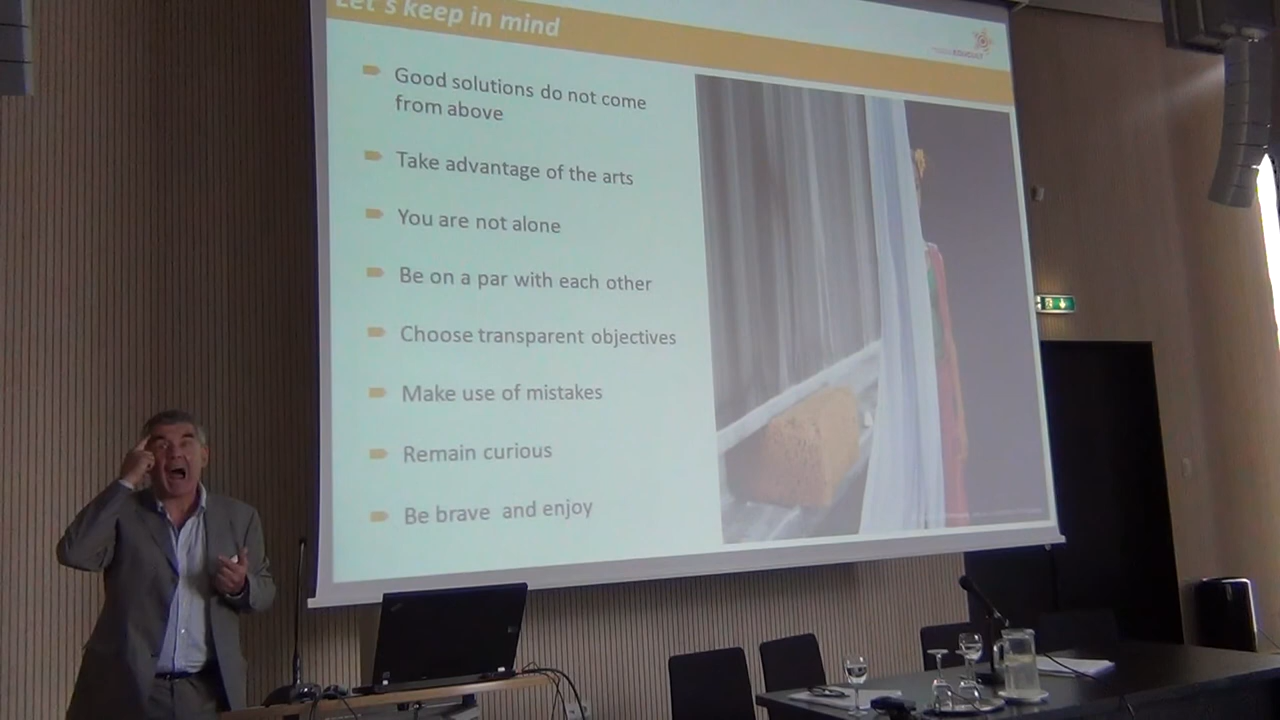 Let's keep in mind
EDUCULT
Good solutions do not come
from above
Take advantage of the arts
You are not alone
Be on a par with each other
Choose transparent objectives
Make use of mistakes
Remain curious
Be brave and enjoy